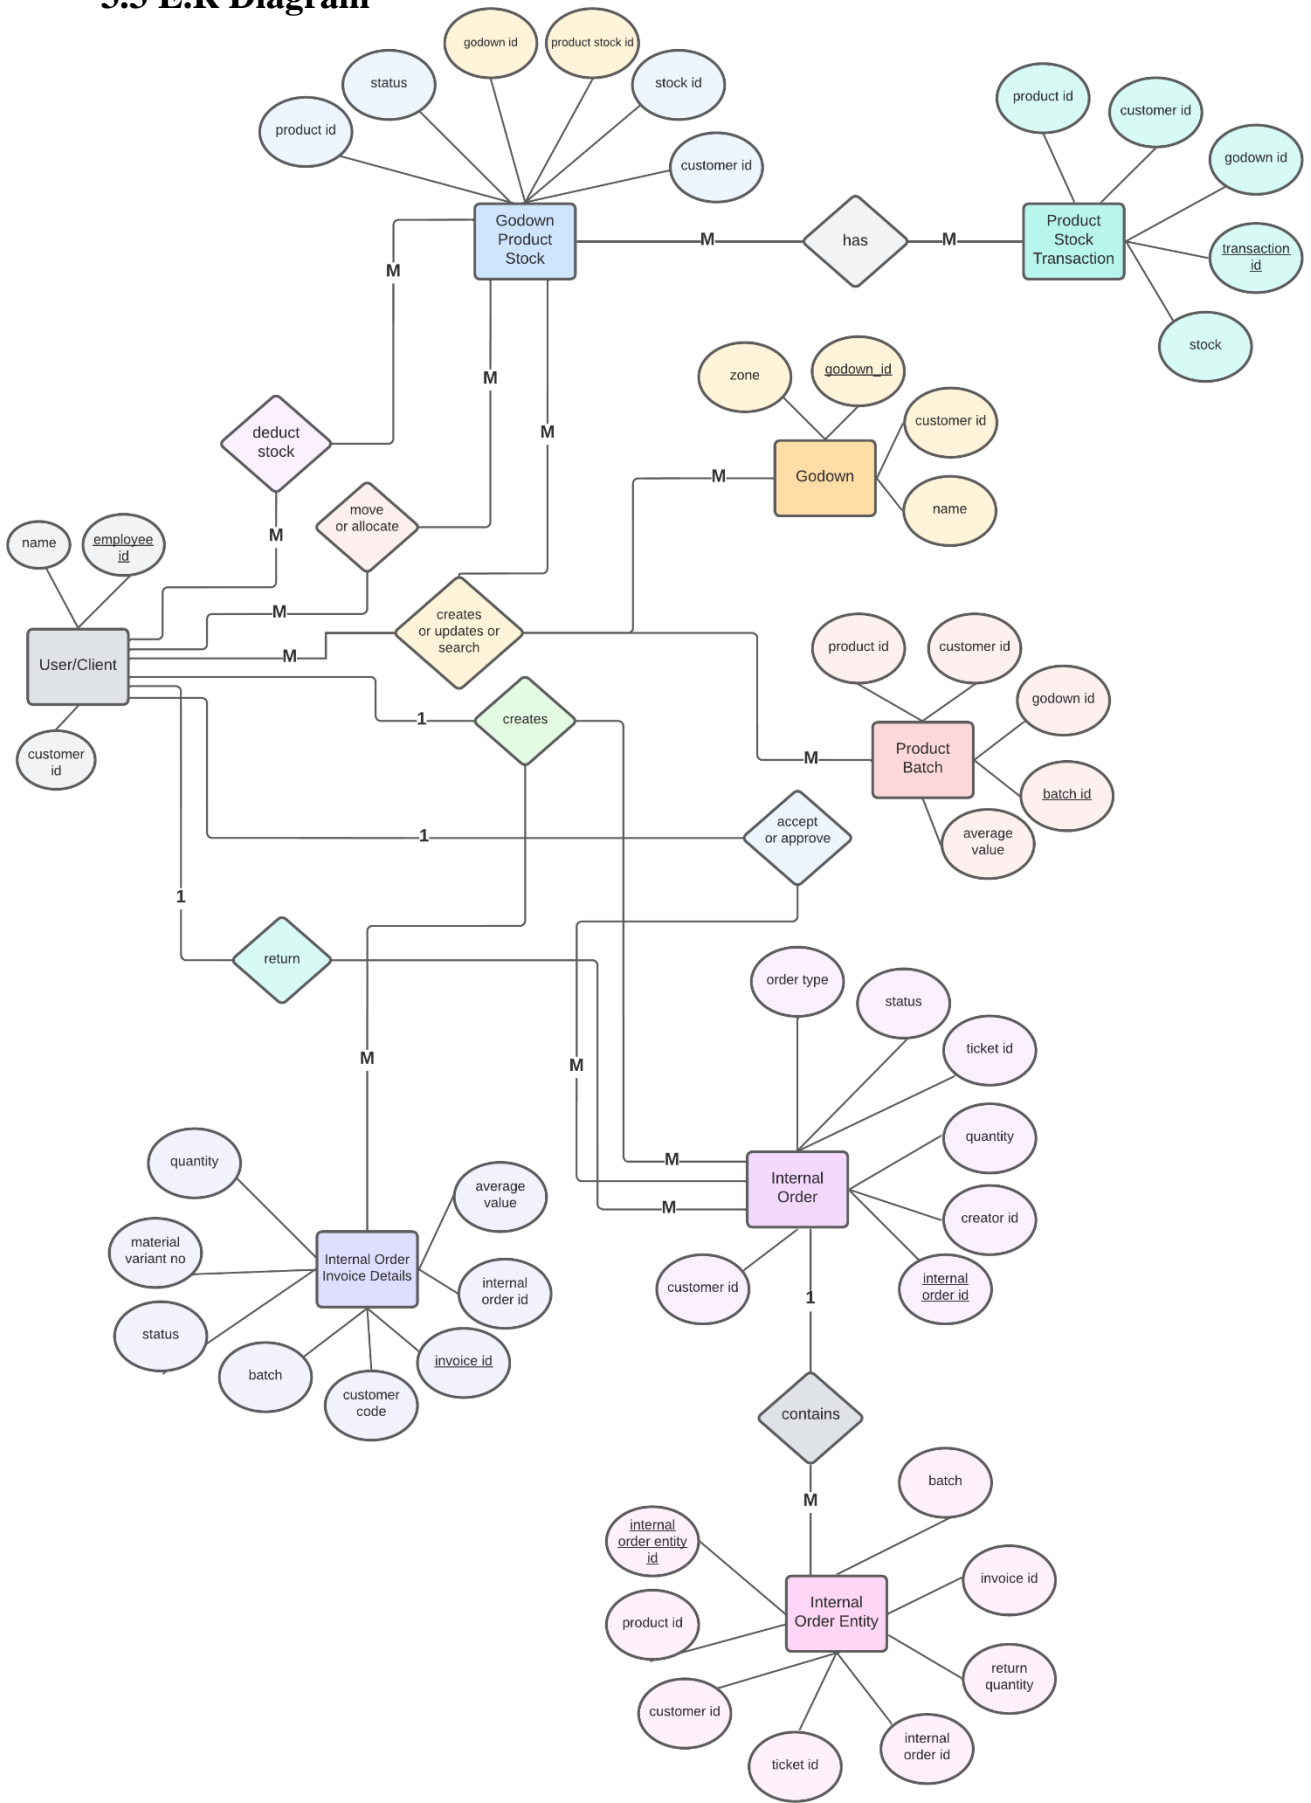 3.3 E.R Diagram
godown id
product stock id
status
stock id
product id
customer id
product id
customer id
godown id
transaction
id
stock
Godown
Product
Stock
M
has
M
Product
Stock
Transaction
M
M
M
zone
godown_id
customer id
name
M
Godown
deduct
stock
move
or allocate
M
name
employee
id
M
creates
or updates or
search
M
User/Client
customer
id
product id
customer id
godown id
batch id
average
value
M
Product
Batch
1
creates
1
accept
or approve
1
return
order type
status
ticket id
quantity
creator id
internal
order id
customer id
M
M
M
M
Internal
Order
quantity
average
value
material
variant no
Internal Order
Invoice Details
internal
order id
status
batch
customer
code
invoice id
1
contains
M
batch
internal
order entity
id
invoice id
product id
Internal
Order Entity
return
quantity
customer id
ticket id
internal
order id